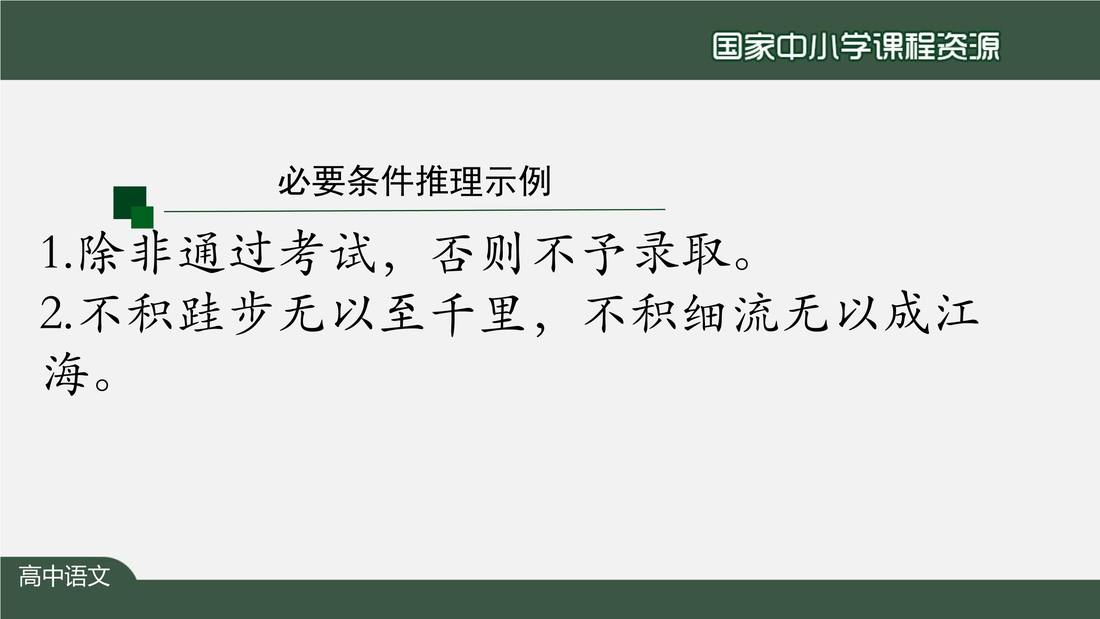 国家中小学课程资源
必要条件推理示例
1.除非通过考试，否则不予录取。
2.不积跬步无以至千里，不积细流无以成江
海。
高中语文